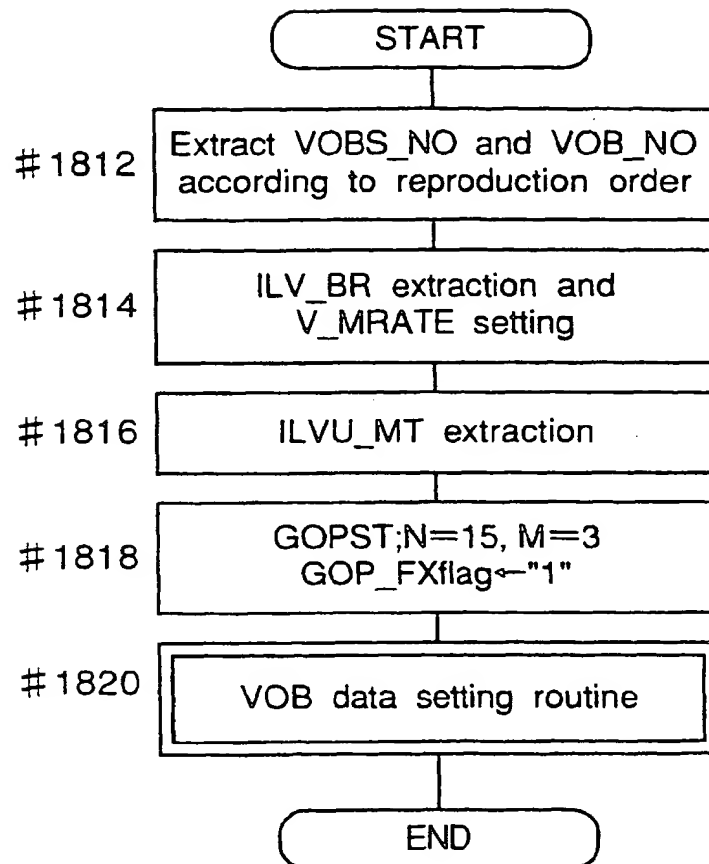 START
#1812
Extract VOBS_NO and VOB_NO
according to reproduction order
#1814
ILV_BR extraction and
V_MRATE setting
#1816
ILVU_MT extraction
#1818
GOPST;N=15, M=3
GOP_FXflag←"1"
#1820
VOB data setting routine
END